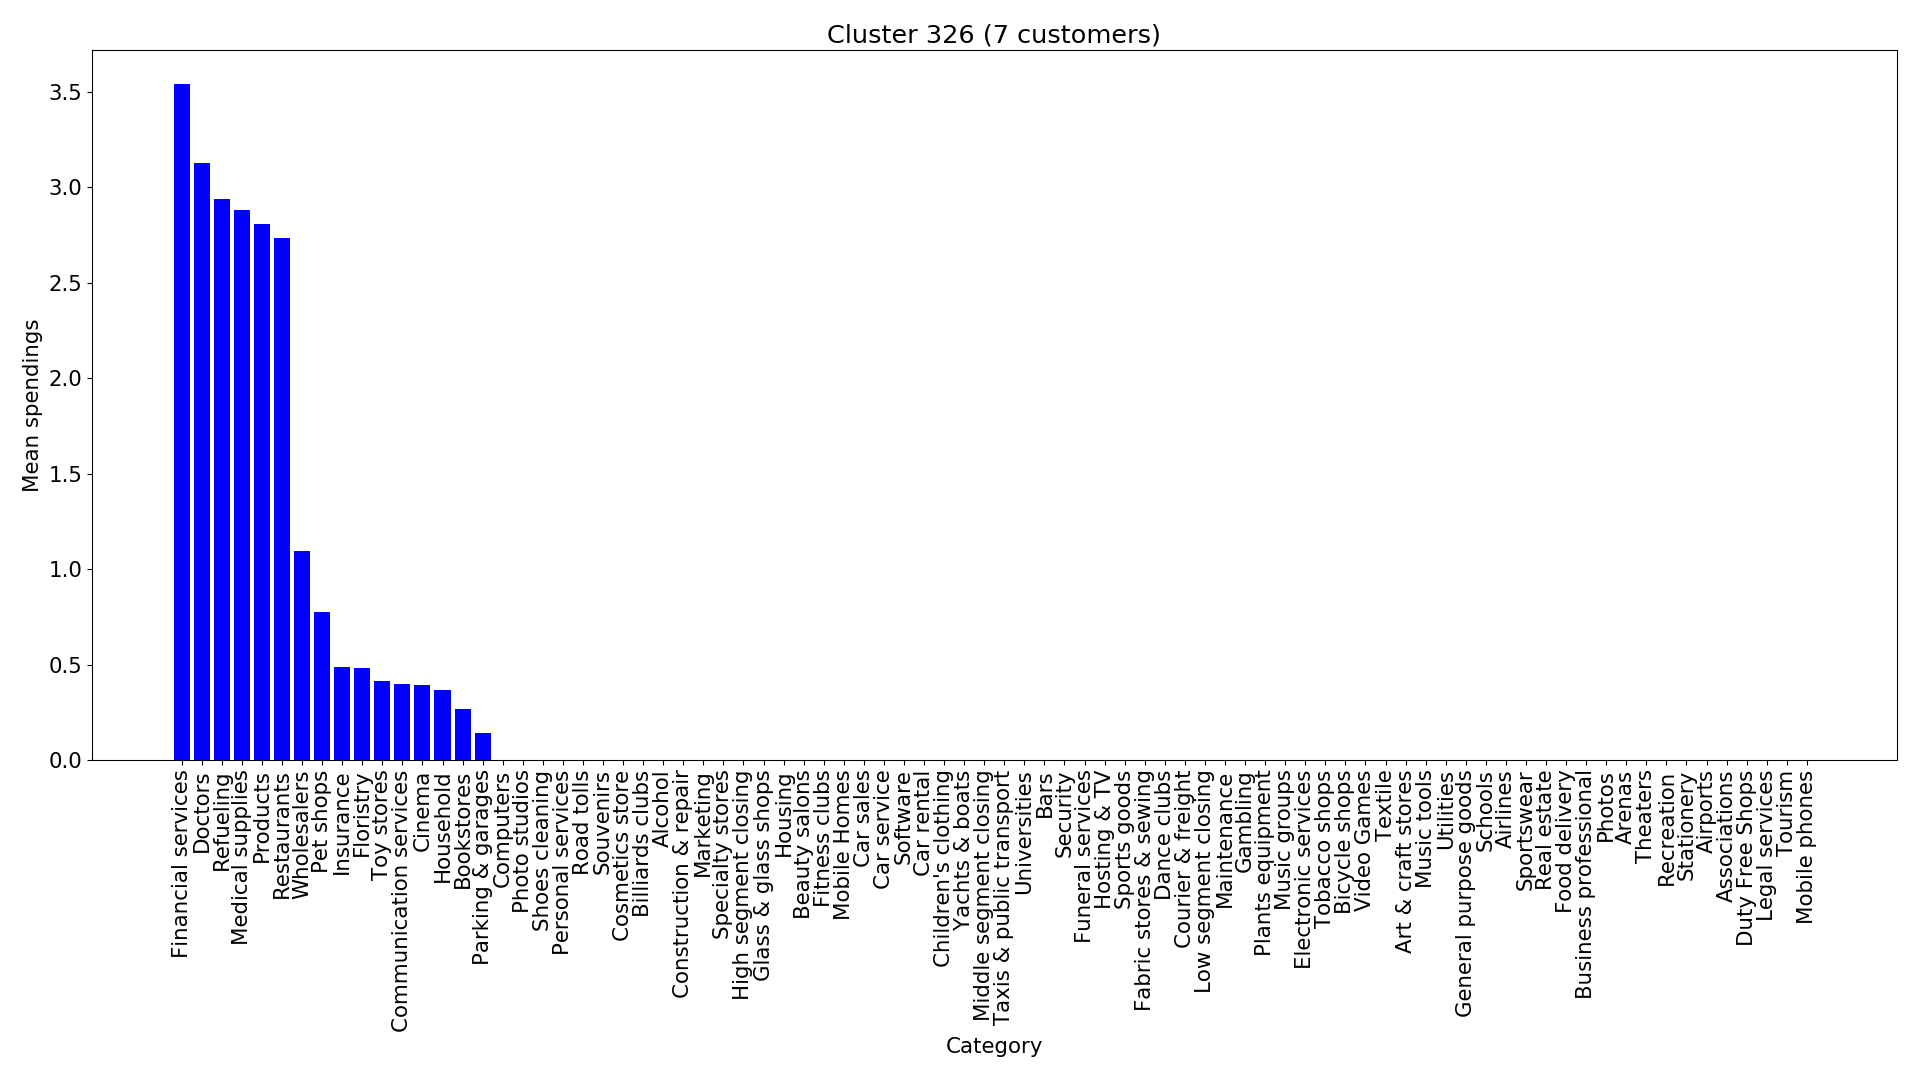 Cluster 326 (7 customers)
Mean spendings
3.5
3.0
2.5
2.0
1.5
1.0
0.5
0.0
Financial services
Doctors
Refueling
Medical supplies
Products
Restaurants
Wholesalers
Pet shops
Insurance
Floristry
Toy stores
Communication services
Cinema
Household
Bookstores
Parking & garages
Computers
Photo studios
Shoes cleaning
Personal services
Road tolls
Souvenirs
Cosmetics store
Billiards clubs
Alcohol
Construction & repair
Marketing
Specialty stores
High segment closing
Glass & glass shops
Housing
Beauty salons
Fitness clubs
Mobile Homes
Car sales
Car service
Software
Car rental
Children's clothing
Yachts & boats
Middle segment closing
Taxis & public transport
Universities
Bars
Security
Funeral services
Hosting & TV
Sports goods
Fabric stores & sewing
Dance clubs
Courier & freight
Low segment closing
Maintenance
Gambling
Plants equipment
Music groups
Electronic services
Tobacco shops
Bicycle shops
Video Games
Textile
Art & craft stores
Music tools
Utilities
General purpose goods
Schools
Airlines
Sportswear
Real estate
Food delivery
Business professional
Photos
Arenas
Theaters
Recreation
Stationery
Airports
Associations
Duty Free Shops
Legal services
Tourism
Mobile phones
Category